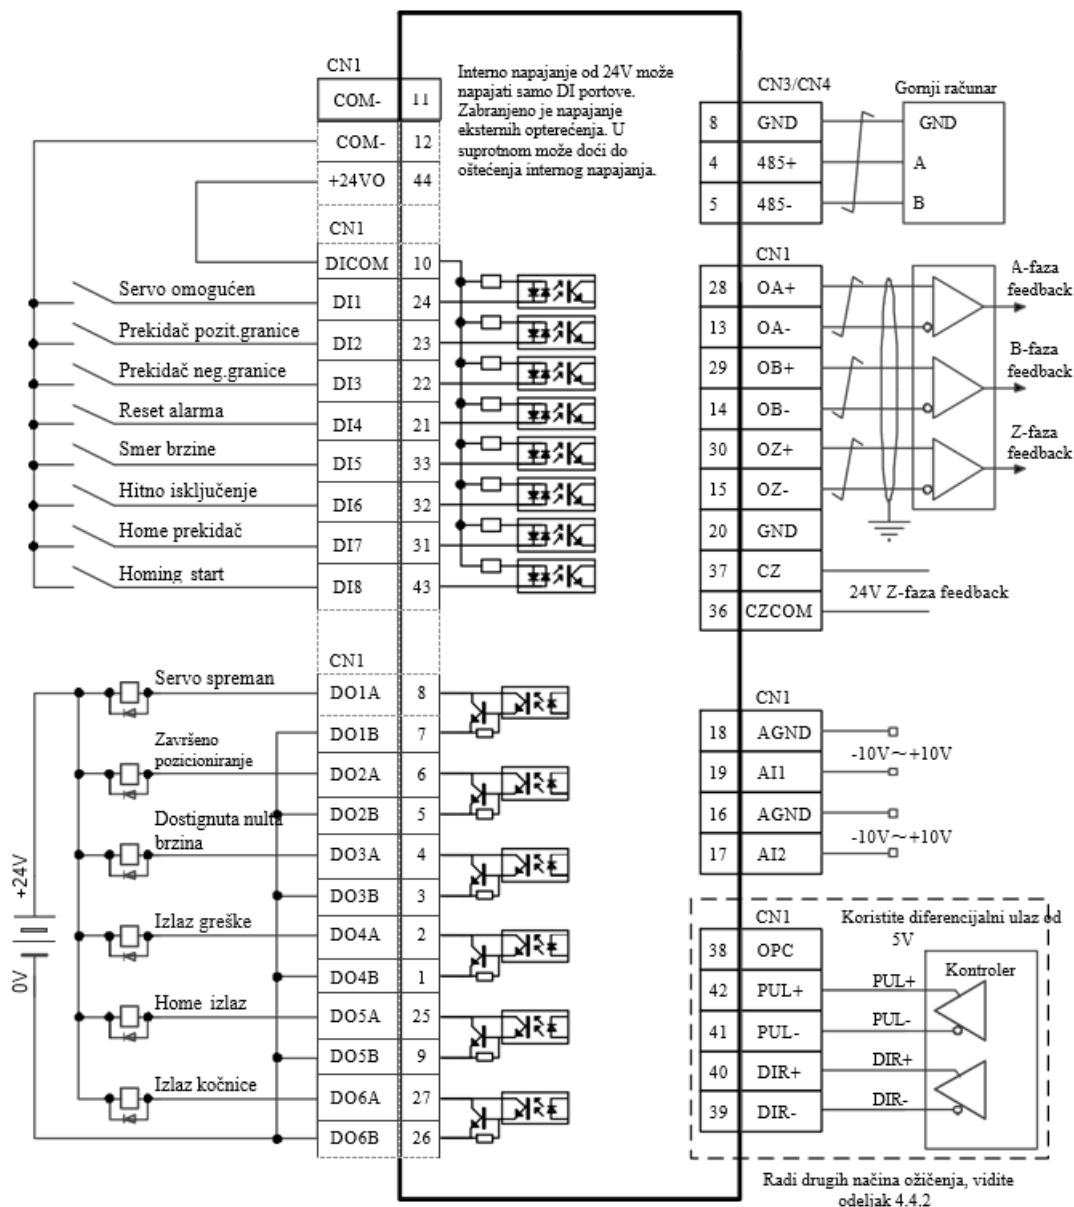 CN1
COM- 11
COM- 12
+24VO 44
CN1
DICOM 10
Servo omogućen DI1 24
Prekidač pozit.granice DI2 23
Prekidač neg.granice DI3 22
Reset alarma DI4 21
Smer brzine DI5 33
Hitno isključenje DI6 32
Home prekidač DI7 31
Homing start DI8 43
Interno napajanje od 24V može
napajati samo DI portove.
Zabranjeno je napajanje
eksternih opterećenja. U
suprotnom može doći do
oštećenja internog napajanja.
CN1
Servo spreman DO1A 8
DO1B 7
Završeno
pozicioniranje
DO2A 6
DO2B 5
Dostignuta nulta
brzina
DO3A 4
DO3B 3
Izlaz greške DO4A 2
DO4B 1
Home izlaz DO5A 25
DO5B 9
Izlaz kočnice DO6A 27
DO6B 26
+24V
0V
CN3/CN4 Gornji računar
8 GND GND
4 485+ A
5 485- B
CN1
28 OA+
13 OA-
A-faza
feedback
29 OB+
14 OB-
B-faza
feedback
30 OZ+
15 OZ-
Z-faza
feedback
20 GND
37 CZ
24V Z-faza feedback
36 CZCOM
CN1
18 AGND
-10V~+10V
19 AI1
16 AGND
-10V~+10V
17 AI2
CN1
Koristite diferencijalni ulaz od
5V
38 OPC
Kontroler
42 PUL+ PUL+
41 PUL- PUL-
40 DIR+ DIR+
39 DIR- DIR-
Radi drugih načina ožičenja, vidite
odeljak 4.4.2